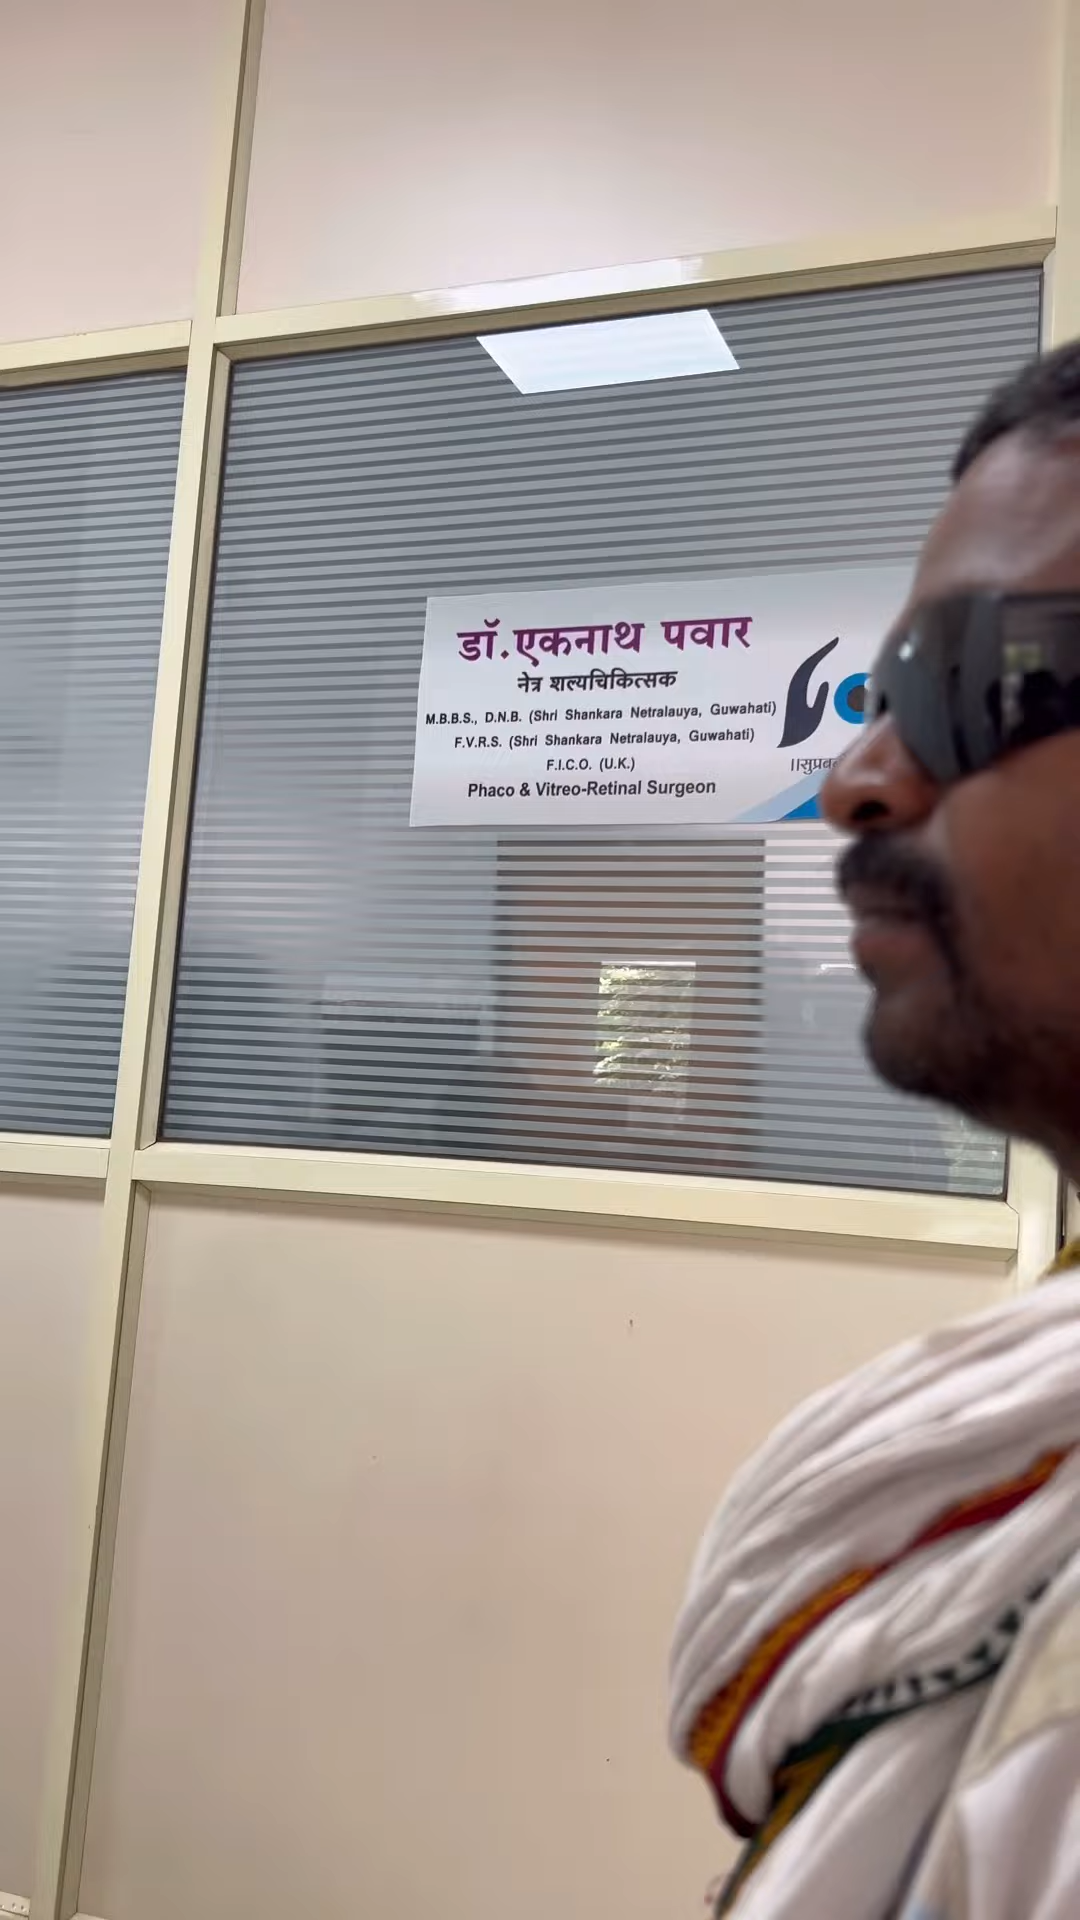 डॉ.एकनाथ पवार
नेत्र शल्यचिकित्सक
M.B.B.S., D.N.B. (Shri Shankara Netralauya, Guwahati)
F.V.R.S. (Shri Shankara Netralauya, Guwahati)
F.I.C.O. (U.K.)
Phaco & Vitreo-Retinal Surgeon